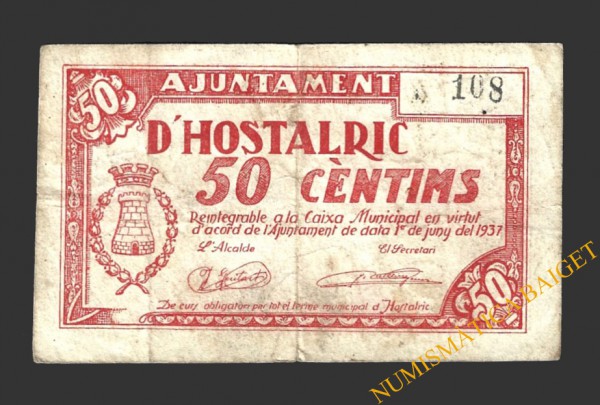 50
AJUNTAMENT
A 108
D'HOSTALRIC
50 CÈNTIMS
Reintegrable a la Caixa Municipal en virtut
d'acord de l'Ajuntament de data 1er de juny del 1937
L'Alcalde
El Secretari
De curs obligatori per tot el terme municipal d'Hostalric.
50
NUMISMATICA BAIGET